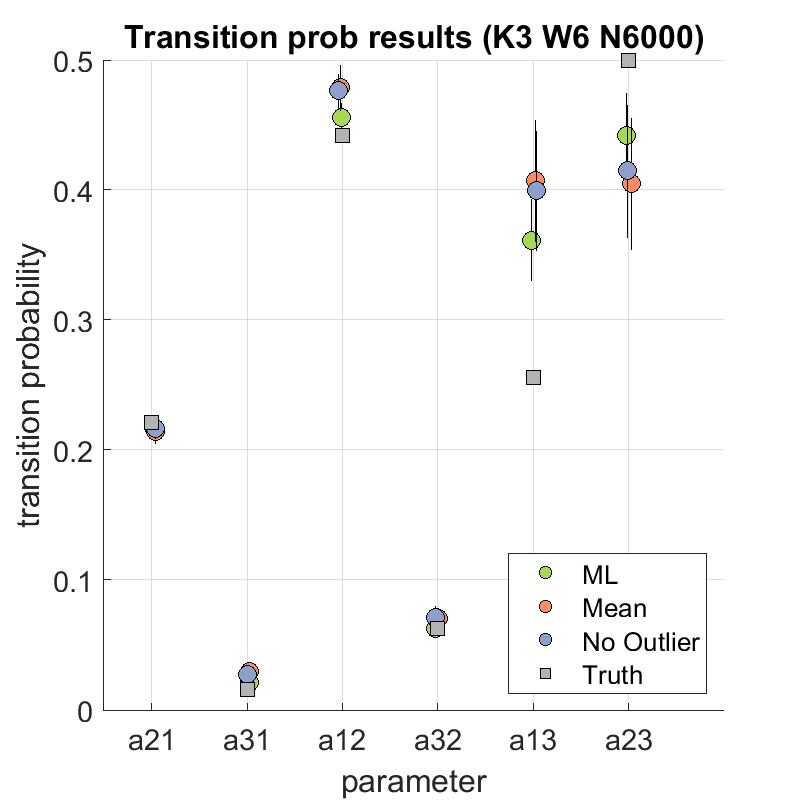 Transition prob results (K3 W6 N6000)
0.5
0.4
0.3
0.2
0.1
0
transition probability
a21 a31 a12 a32 a13 a23
parameter
ML
Mean
No Outlier
Truth